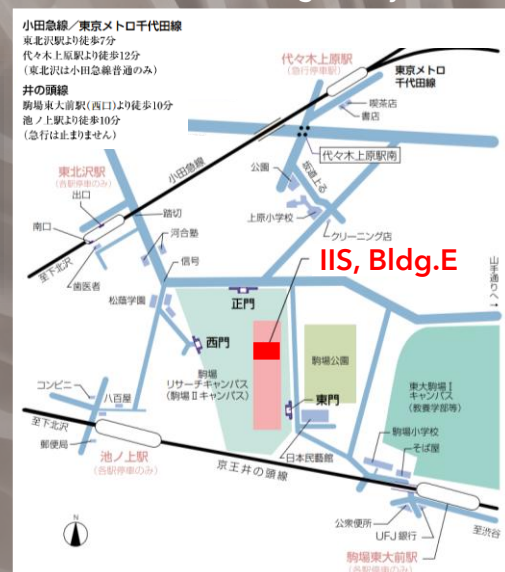 小田急線／東京メトロ千代田線
東北沢駅より徒歩7分
代々木上原駅より徒歩12分
(東北沢は小田急線普通のみ)
井の頭線
駒場東大前駅(西口)より徒歩10分
池ノ上駅より徒歩10分
(急行は止まりません)
代々木上原駅
(急行停車駅)
東京メトロ
千代田線
喫茶店
書店
代々木上原駅南
小田急線
公園
坂道上る
上原小学校
クリーニング店
東北沢駅
(各駅停車のみ)
出口
南口
踏切
河合塾
至下北沢
歯医者
信号
松蔭学園
IIS, Bldg.E
山手通りへ→
正門
西門
駒場
リサーチキャンパス
(駒場Ⅱキャンパス)
駒場公園
東門
東大駒場Ⅰ
キャンパス
(教養学部等)
コンビニ
八百屋
至下北沢
郵便局
池ノ上駅
(各駅停車のみ)
京王井の頭線
日本民藝館
駒場小学校
そば屋
公衆便所
UFJ銀行
至渋谷
駒場東大前駅
(各駅停車のみ)
N